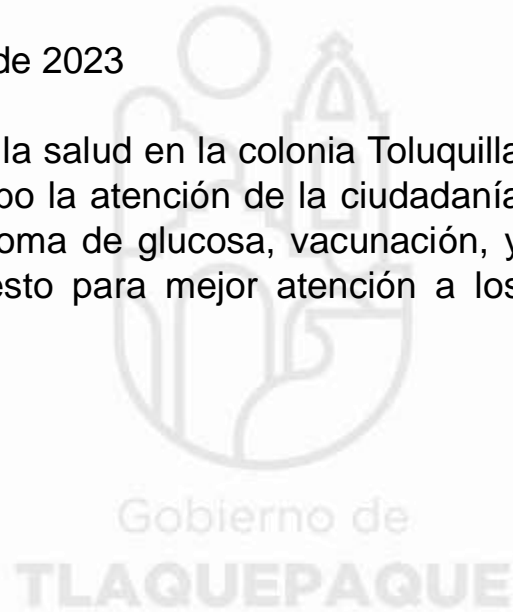 de 2023
la salud en la colonia Toluquilla
bo la atención de la ciudadanía
oma de glucosa, vacunación, y
esto para mejor atención a los
Gobierno de
TLAQUEPAQUE